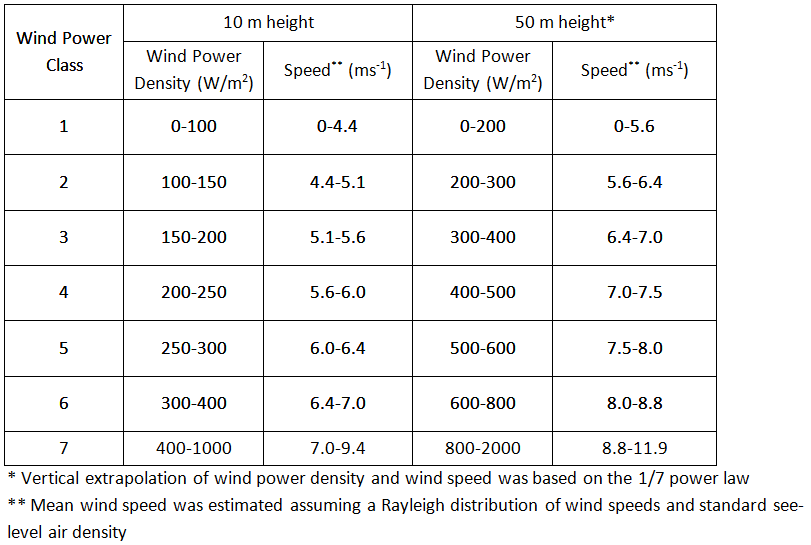 Wind Power Class 10 m height 50 m height*
Wind Power Density (W/m²) Speed** (ms⁻¹) Wind Power Density (W/m²) Speed** (ms⁻¹)
1 0-100 0-4.4 0-200 0-5.6
2 100-150 4.4-5.1 200-300 5.6-6.4
3 150-200 5.1-5.6 300-400 6.4-7.0
4 200-250 5.6-6.0 400-500 7.0-7.5
5 250-300 6.0-6.4 500-600 7.5-8.0
6 300-400 6.4-7.0 600-800 8.0-8.8
7 400-1000 7.0-9.4 800-2000 8.8-11.9
* Vertical extrapolation of wind power density and wind speed was based on the 1/7 power law
** Mean wind speed was estimated assuming a Rayleigh distribution of wind speeds and standard see-
level air density